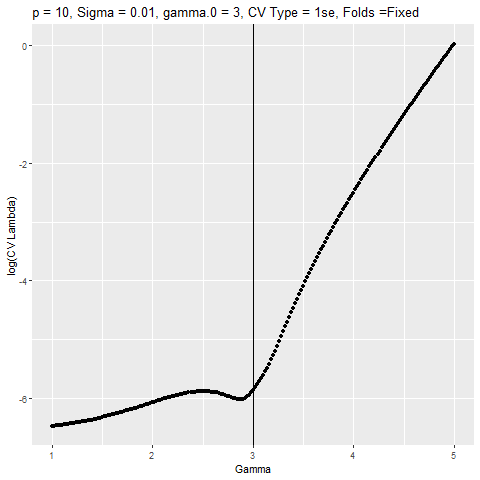 p = 10, Sigma = 0.01, gamma.0 = 3, CV Type = 1se, Folds =Fixed
0
-2
-4
-6
log(CV Lambda)
1 2 3 4 5
Gamma